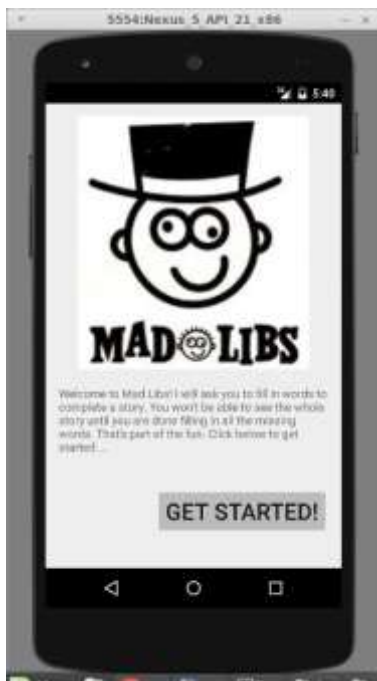 5554:Nexus_5_API_21_x86
5:40
MAD LIBS
Welcome to Mad Libs! I will ask you to fill in words to
complete a story. You won't be able to see the whole
story until you are done filling in all the missing
words. That's part of the fun. Click below to get
started...
GET STARTED!